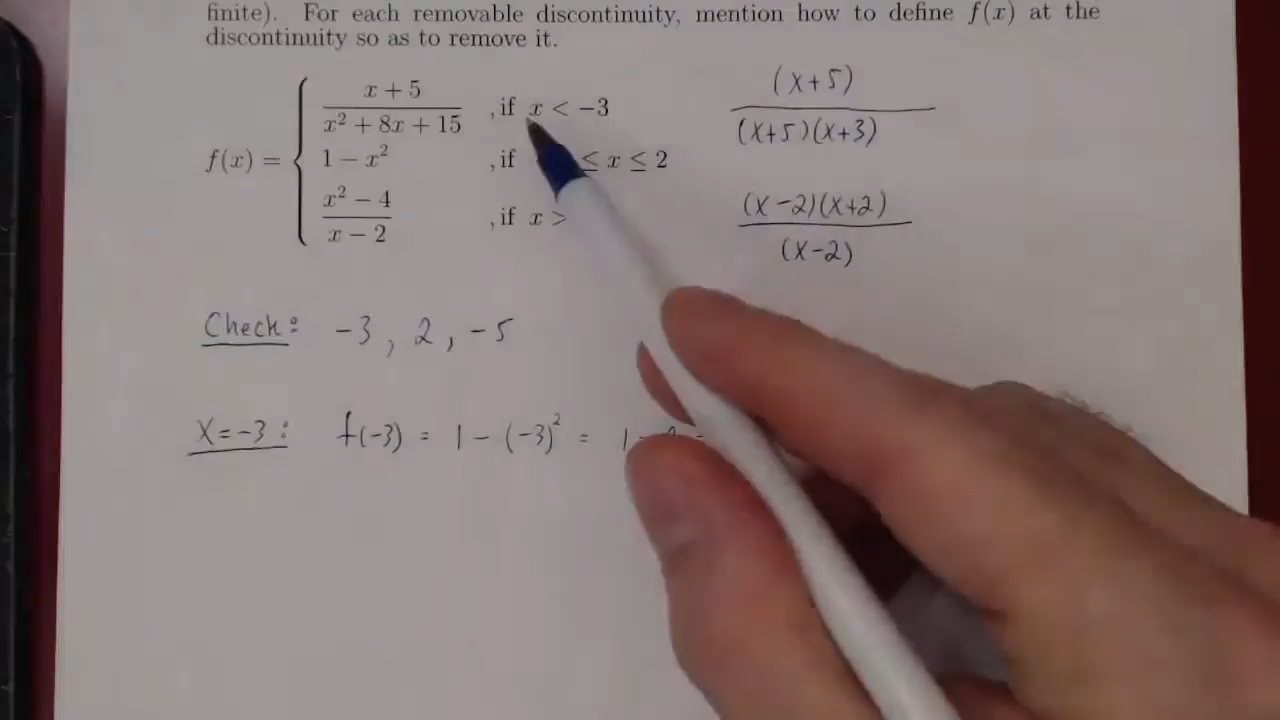 finite). For each removable discontinuity, mention how to define f(x) at the
discontinuity so as to remove it.
x + 5
x² + 8x + 15 , if x < −3
f(x) = 1 − x² , if ≤ x ≤ 2
x² − 4
x − 2 , if x >
(x+5)
(x+5)(x+3)
(x-2)(x+2)
(x-2)
Check: -3, 2, -5
x=-3: f(-3) = 1 - (-3)² = 1 -